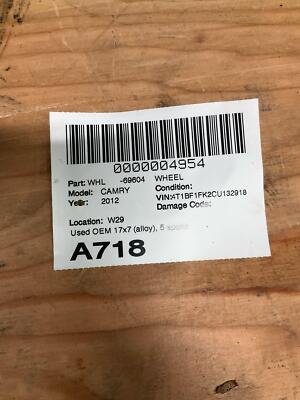 0000004954
Part: WHL -69604 WHEEL
Model: CAMRY Condition:
Year: 2012 VIN:4T1BF1FK2CU132918
Damage Code:
Location: W29
Used OEM 17x7 (alloy), 5 spoke
A718